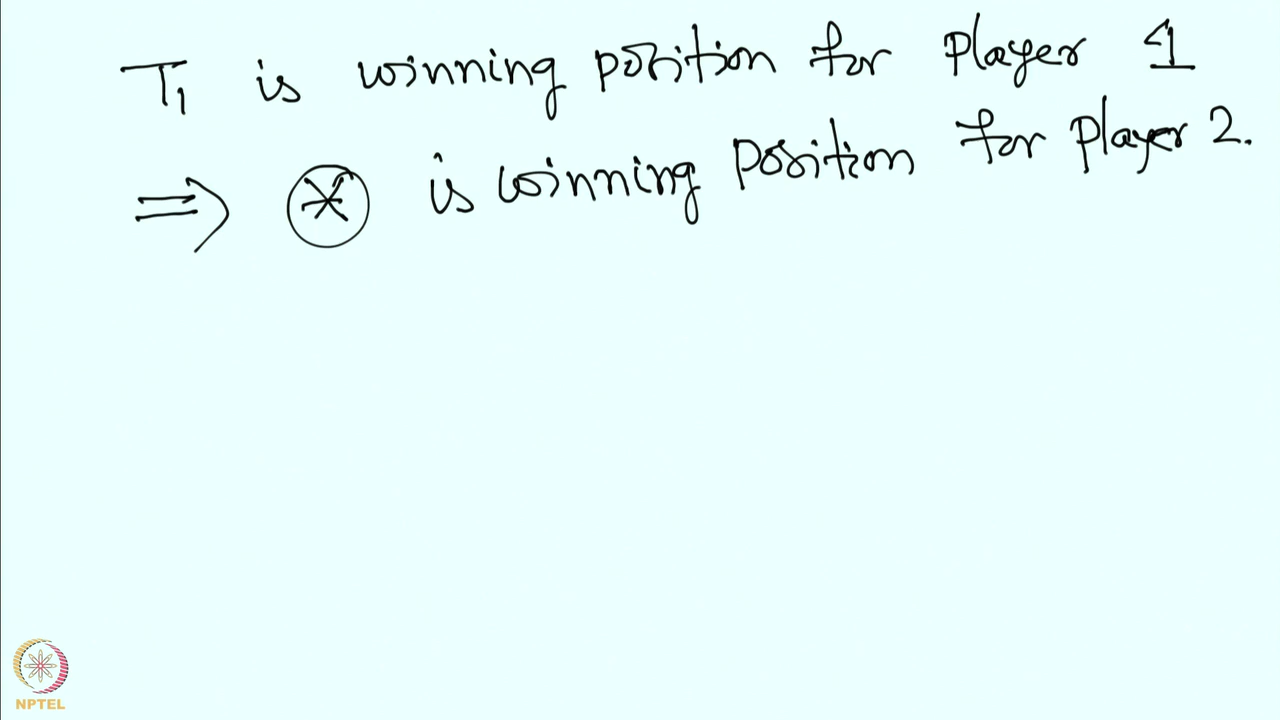 T₁ is winning position for player 1
⇒ ⊛ is winning position for player 2.
NPTEL